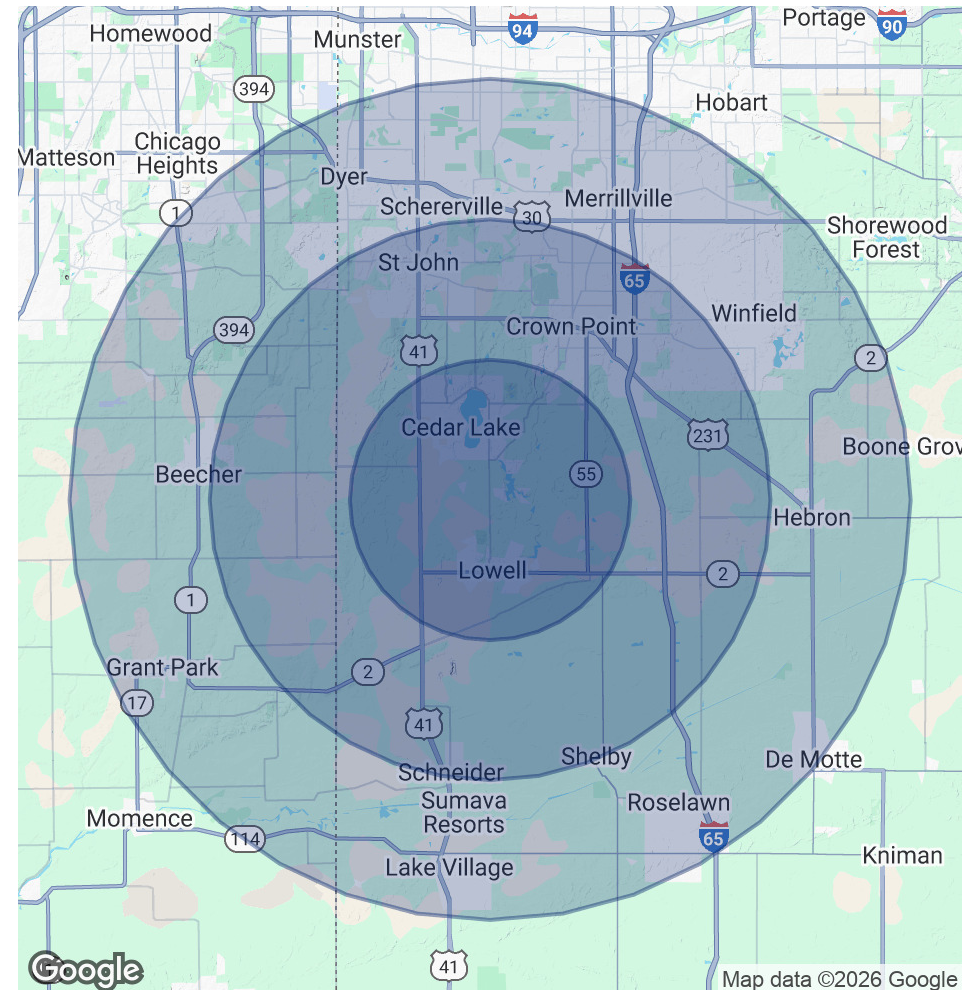 Portage
90
94
Homewood
Munster
394
Hobart
Chicago
Heights
Matteson
Dyer
Merrillville
Schererville
1
30
Shorewood
Forest
St John
65
Winfield
Crown Point
394
41
2
Cedar Lake
231
Boone Grov
Beecher
55
Hebron
Lowell
2
1
Grant Park
2
17
41
Shelby
De Motte
Schneider
Sumava
Resorts
Roselawn
Momence
114
65
Kniman
Lake Village
41
Google
Map data ©2026 Google